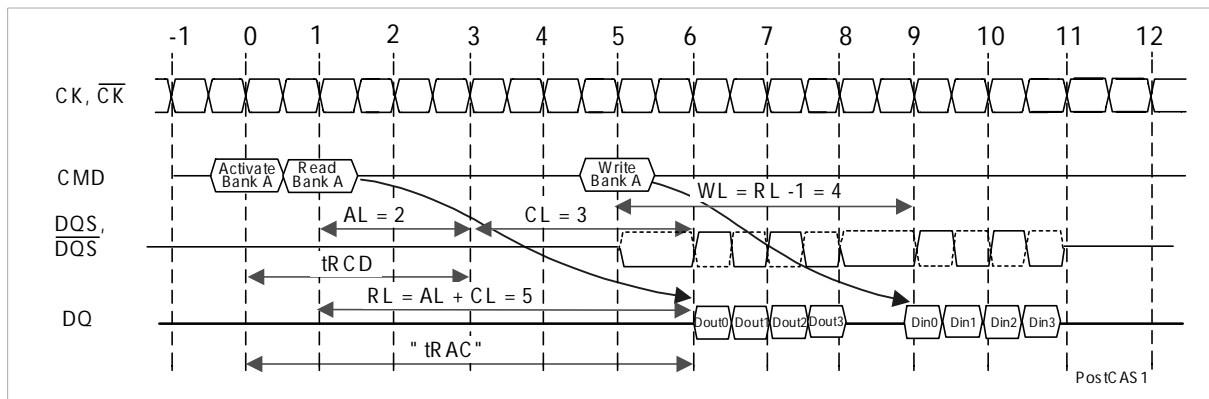 -1 0 1 2 3 4 5 6 7 8 9 10 11 12
CK, CK
Activate Bank A
Read Bank A
Write Bank A
CMD
WL = RL -1 = 4
AL = 2
CL = 3
DQS,
DQS
tRCD
RL = AL + CL = 5
DQ
Dout0 Dout1 Dout2 Dout3
Din0 Din1 Din2 Din3
" tRAC"
PostCAS1